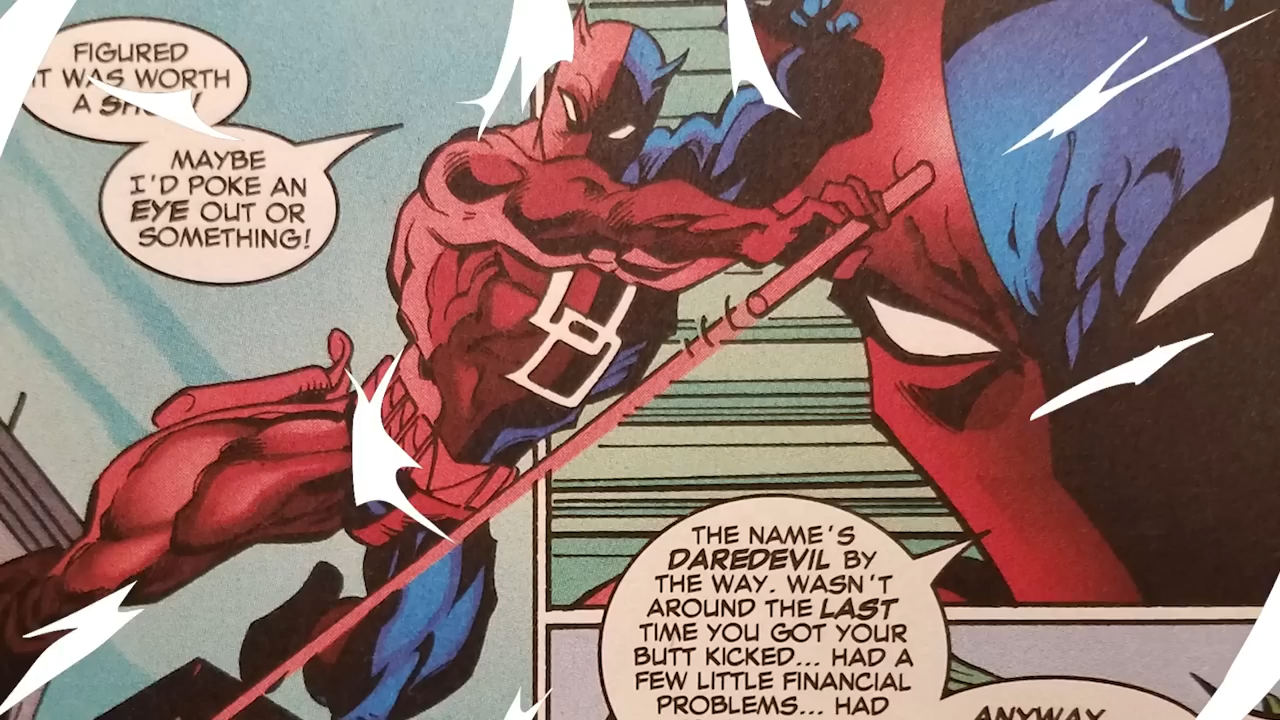 FIGURED
IT WAS WORTH
A
MAYBE
I'D POKE AN
EYE OUT OR
SOMETHING!
THE NAME'S
DAREDEVIL BY
THE WAY. WASN'T
AROUND THE LAST
TIME YOU GOT YOUR
BUTT KICKED... HAD A
FEW LITTLE FINANCIAL
PROBLEMS... HAD
ANYWAY